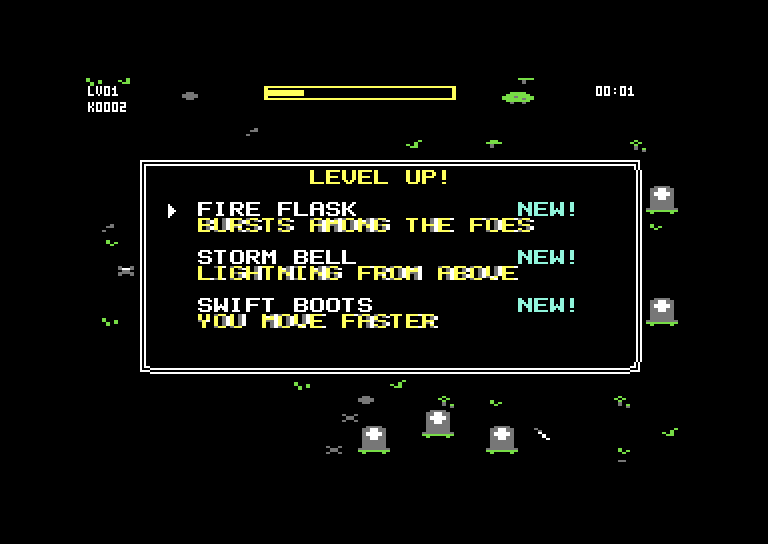 LV01
K0002
00:01
LEVEL UP!
FIRE FLASK NEW!
BURSTS AMONG THE FOES
STORM BELL NEW!
LIGHTNING FROM ABOVE
SWIFT BOOTS NEW!
YOU MOVE FASTER